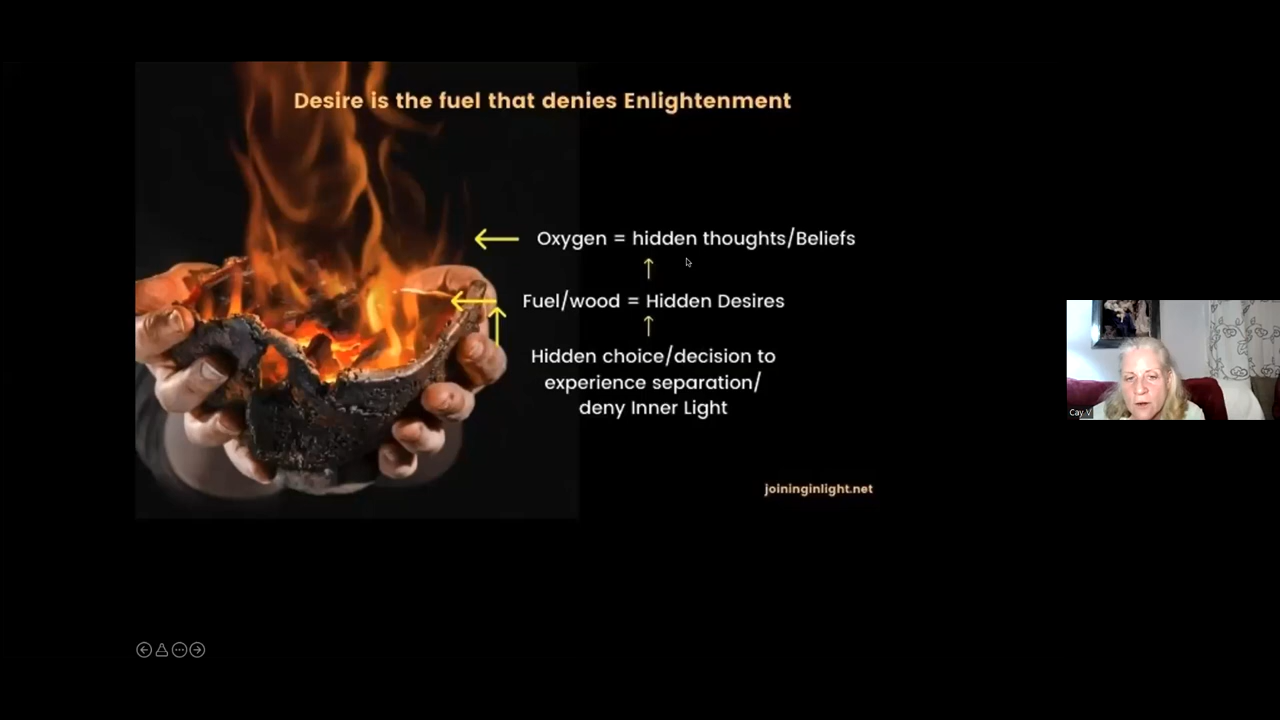 Desire is the fuel that denies Enlightenment
Oxygen = hidden thoughts/Beliefs
Fuel/wood = Hidden Desires
Hidden choice/decision to
experience separation/
deny Inner Light
Cay V
joininginlight.net